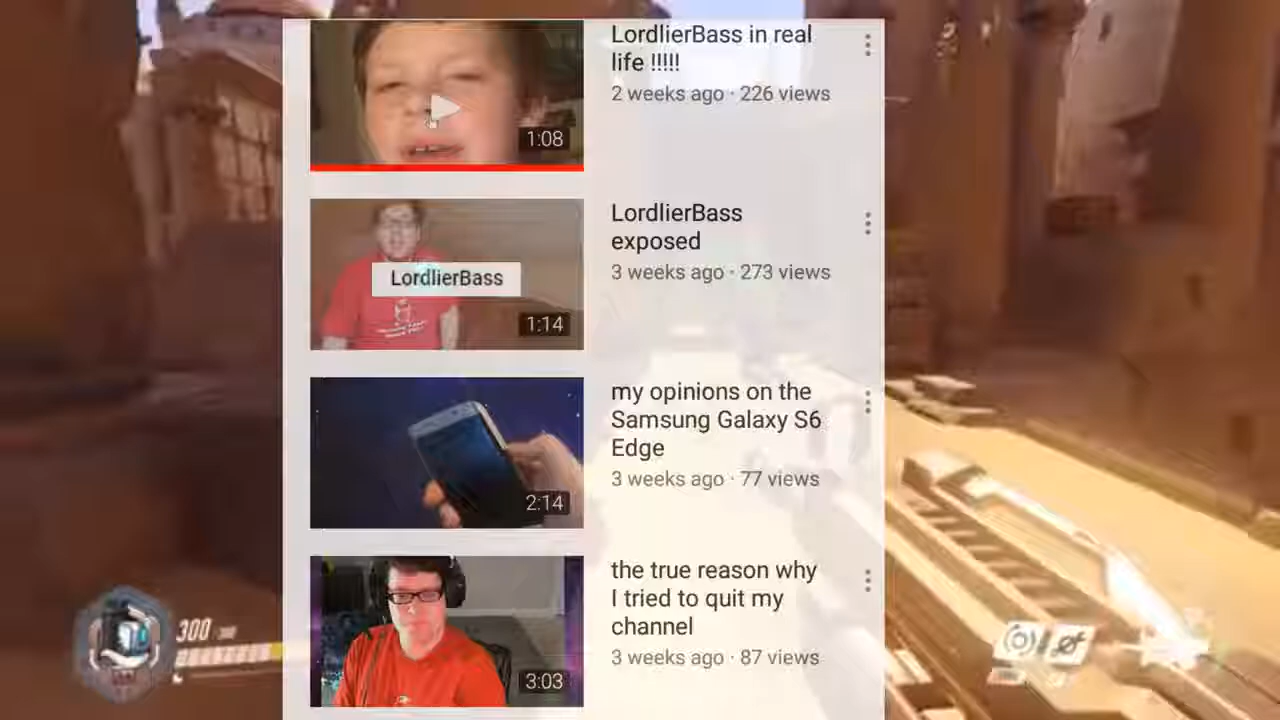 LordlierBass in real
life !!!!!
2 weeks ago · 226 views
1:08
LordlierBass
exposed
3 weeks ago · 273 views
LordlierBass
1:14
my opinions on the
Samsung Galaxy S6
Edge
3 weeks ago · 77 views
2:14
the true reason why
I tried to quit my
channel
3 weeks ago · 87 views
3:03
300